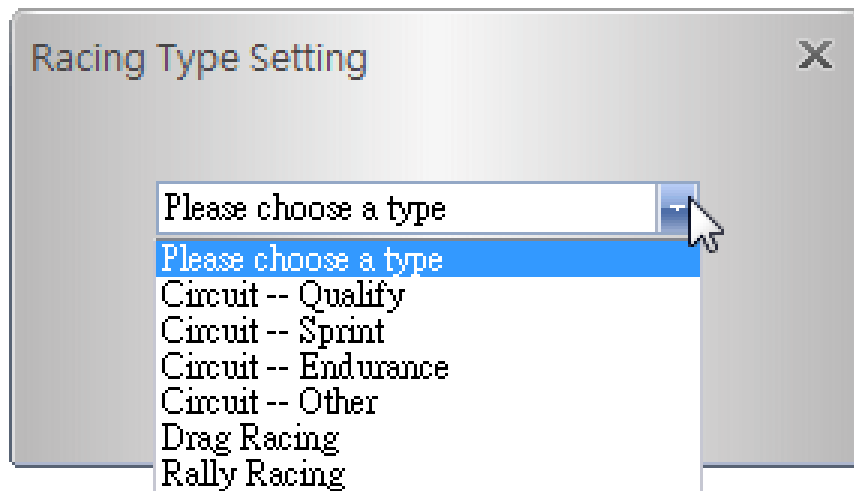 Racing Type Setting
Please choose a type
Please choose a type
Circuit -- Qualify
Circuit -- Sprint
Circuit -- Endurance
Circuit -- Other
Drag Racing
Rally Racing